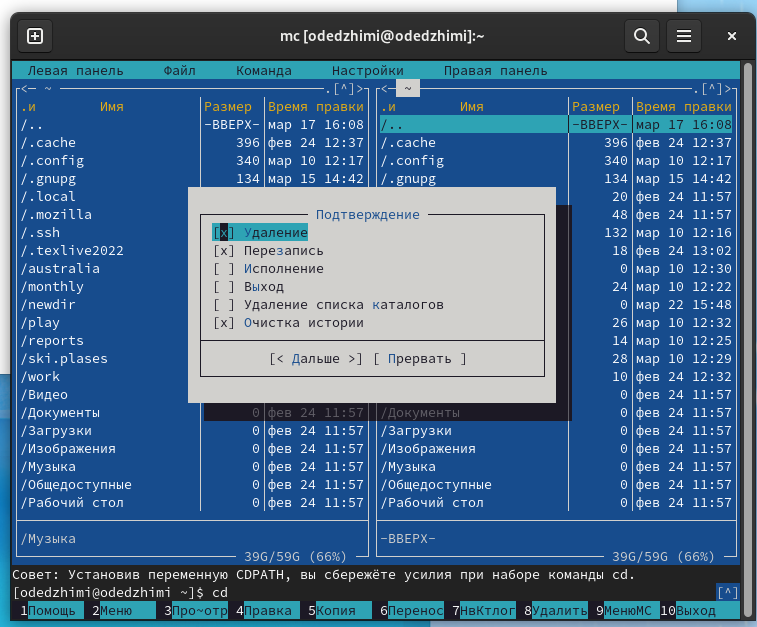 mc [odedzhimi@odedzhimi]:~
Левая панель Файл Команда Настройки Правая панель
<─ ~ .[^]> <─ ~ .[^]>
.и Имя Размер Время правки .и Имя Размер Время правки
/.. -ВВЕРХ- мар 17 16:08 /.. -ВВЕРХ- мар 17 16:08
/.cache 396 фев 24 12:37 /.cache 396 фев 24 12:37
/.config 340 мар 10 12:17 /.config 340 мар 10 12:17
/.gnupg 134 мар 15 14:42 /.gnupg 134 мар 15 14:42
/.local 20 фев 24 11:57
Подтверждение
/.mozilla 48 фев 24 11:57
/.ssh [x] Удаление 132 мар 10 12:16
/.texlive2022 [x] Перезапись 18 фев 24 13:02
/australia [ ] Исполнение 0 мар 10 12:30
/monthly [ ] Выход 24 мар 10 12:22
/newdir [ ] Удаление списка каталогов 0 мар 22 15:48
/play [x] Очистка истории 26 мар 10 12:32
/reports 14 мар 10 12:25
/ski.plases [< Дальше >] [ Прервать ] 28 мар 10 12:29
/work 10 фев 24 12:32
/Видео 0 фев 24 11:57
/Документы 0 фев 24 11:57 /Документы 0 фев 24 11:57
/Загрузки 0 фев 24 11:57 /Загрузки 0 фев 24 11:57
/Изображения 0 фев 24 11:57 /Изображения 0 фев 24 11:57
/Музыка 0 фев 24 11:57 /Музыка 0 фев 24 11:57
/Общедоступные 0 фев 24 11:57 /Общедоступные 0 фев 24 11:57
/Рабочий стол 0 фев 24 11:57 /Рабочий стол 0 фев 24 11:57
/Музыка -ВВЕРХ-
39G/59G (66%) 39G/59G (66%)
Совет: Установив переменную CDPATH, вы сбережёте усилия при наборе команды cd.
[odedzhimi@odedzhimi ~]$ cd [^]
1Помощь 2Меню 3Про~отр 4Правка 5Копия 6Перенос 7НвКтлог 8Удалить 9МенюMC 10Выход